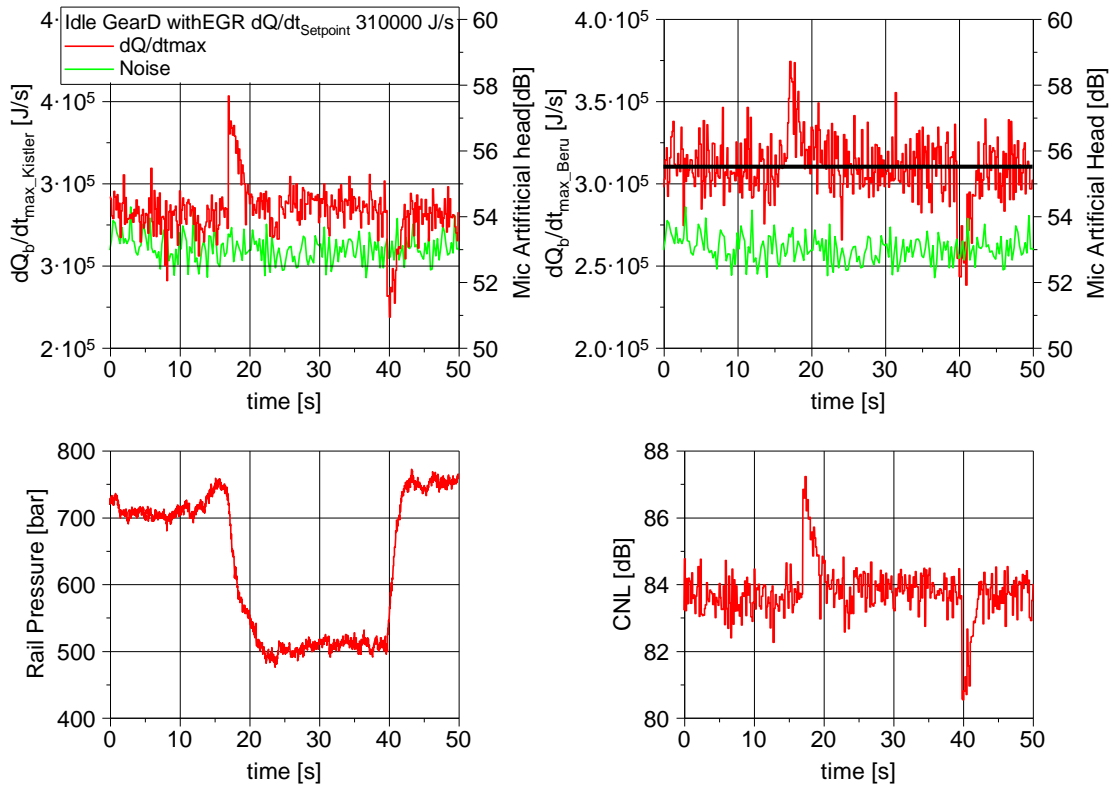 Idle GearD withEGR dQ/dtSetpoint 310000 J/s
dQ/dtmax
Noise
4·
4·10⁵
3·10⁵
3·10⁵
2·10⁵
dQb/dtmax_Kistler [J/s]
60
58
56
54
52
50
Mic Artifiticial head[dB]
0 10 20 30 40 50
time [s]
4.0·10⁵
3.5·10⁵
3.0·10⁵
2.5·10⁵
2.0·10⁵
dQb/dtmax_Beru [J/s]
60
58
56
54
52
50
Mic Artificial Head [dB]
0 10 20 30 40 50
time [s]
800
700
600
500
400
Rail Pressure [bar]
0 10 20 30 40 50
time [s]
88
86
84
82
80
CNL [dB]
0 10 20 30 40 50
time [s]